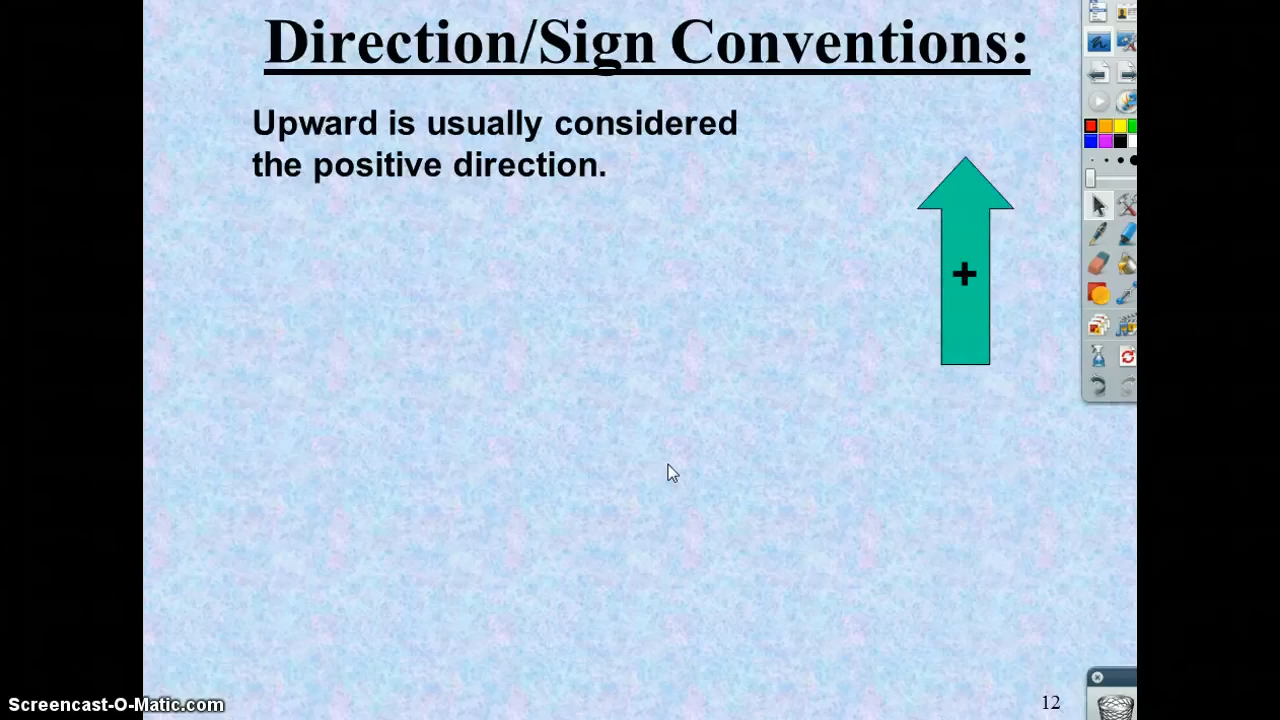 Direction/Sign Conventions:
Upward is usually considered
the positive direction.
+
12
Screencast-O-Matic.com